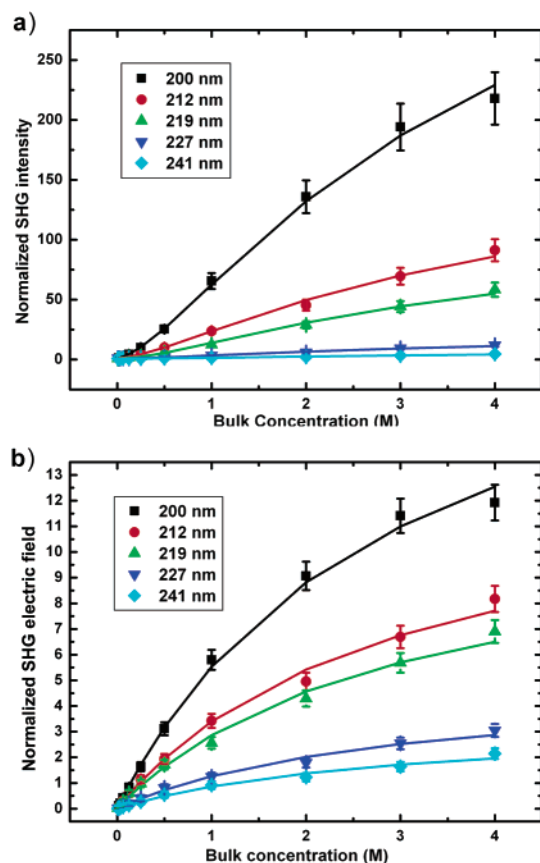 a)
250
200
150
100
50
0
Normalized SHG intensity
200 nm
212 nm
219 nm
227 nm
241 nm
0 1 2 3 4
Bulk Concentration (M)
b)
13
12
11
10
9
8
7
6
5
4
3
2
1
0
Normalized SHG electric field
200 nm
212 nm
219 nm
227 nm
241 nm
0 1 2 3 4
Bulk concentration (M)